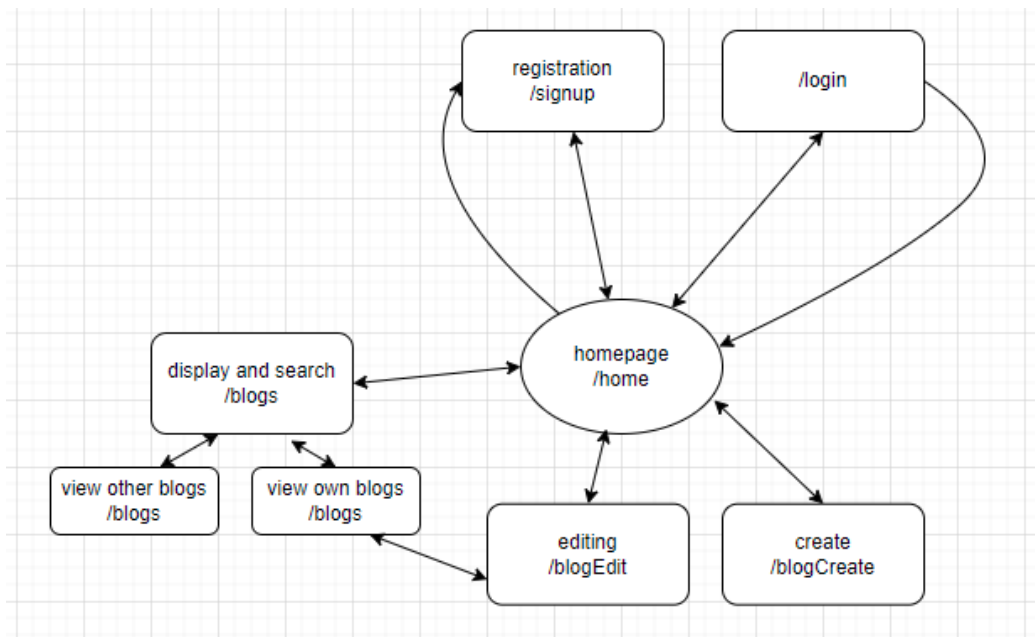 registration
/signup
/login
homepage
/home
display and search
/blogs
view other blogs
/blogs
view own blogs
/blogs
editing
/blogEdit
create
/blogCreate